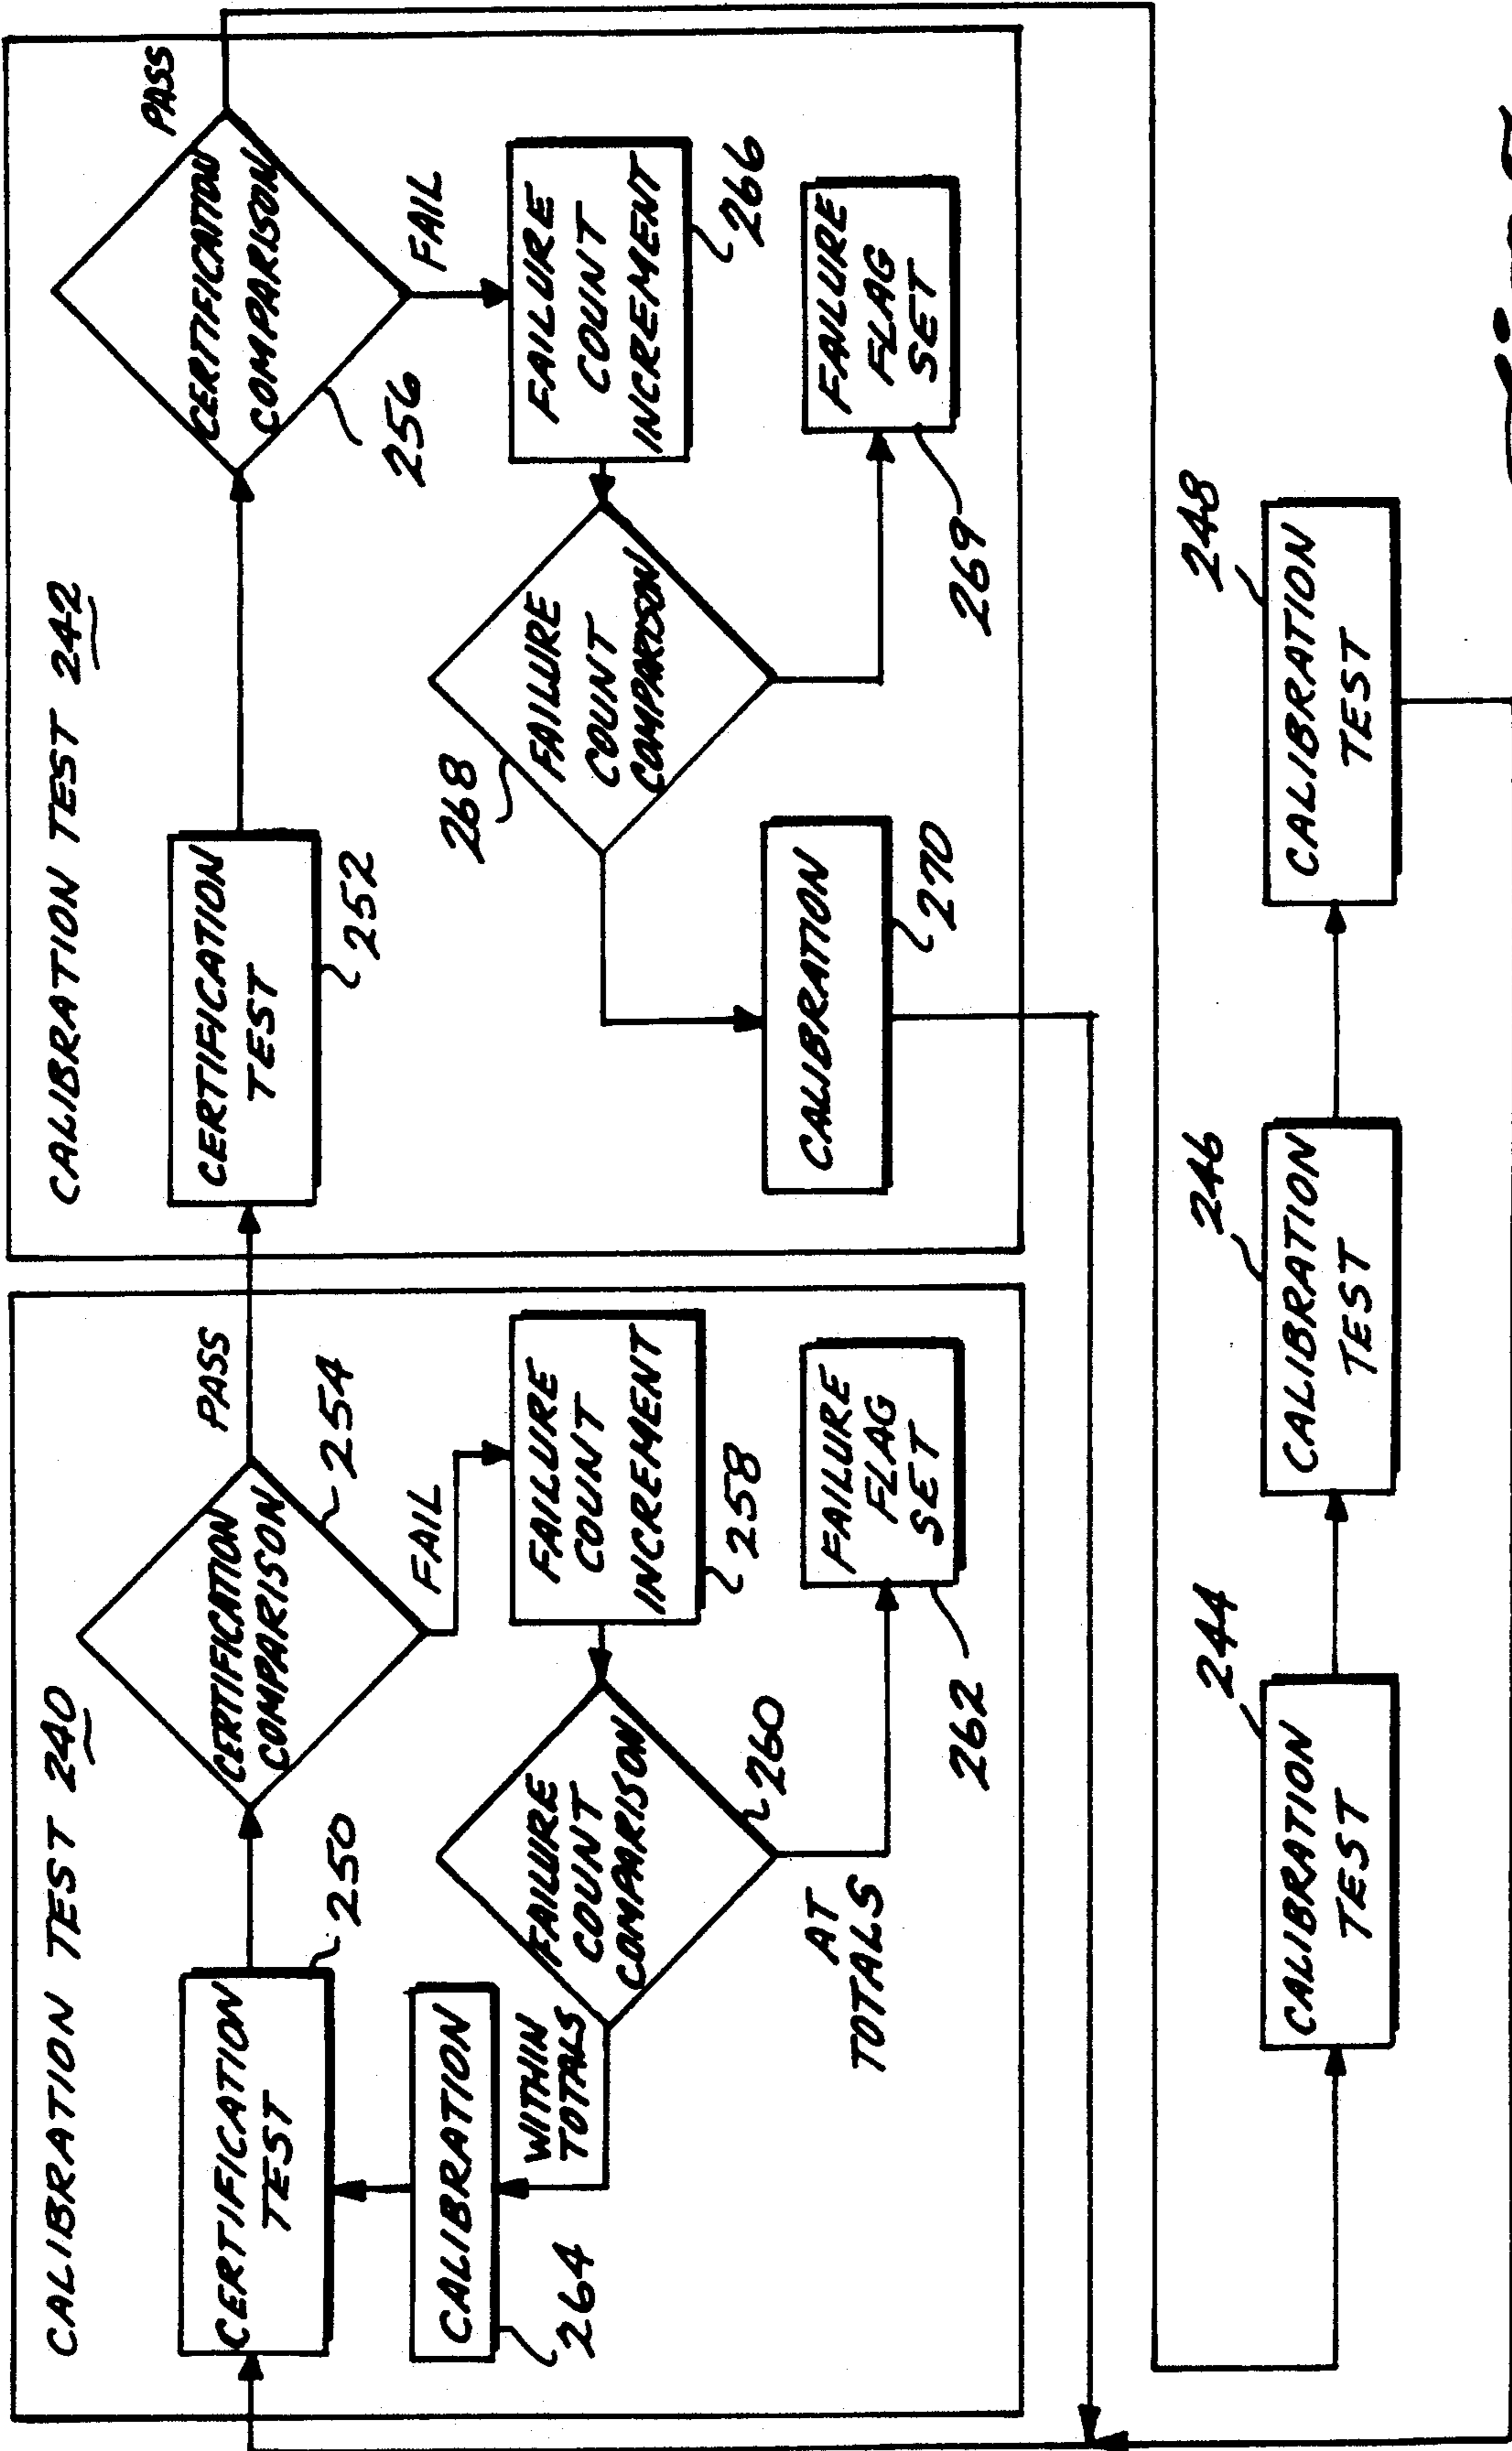 CALIBRATION TEST 240
CERTIFICATION
TEST
250
CERTIFICATION
COMPARISON
254
PASS
FAIL
CALIBRATION
264
WITHIN
TOTALS
FAILURE
COUNT
COMPARISON
260
FAILURE
COUNT
INCREMENT
258
AT
TOTALS
FAILURE
FLAG
SET
262
CALIBRATION TEST 242
CERTIFICATION
TEST
252
CERTIFICATION
COMPARISON
256
PASS
FAIL
FAILURE
COUNT
INCREMENT
266
268
FAILURE
COUNT
COMPARISON
CALIBRATION
270
FAILURE
FLAG
SET
269
244
CALIBRATION
TEST
246
CALIBRATION
TEST
248
CALIBRATION
TEST